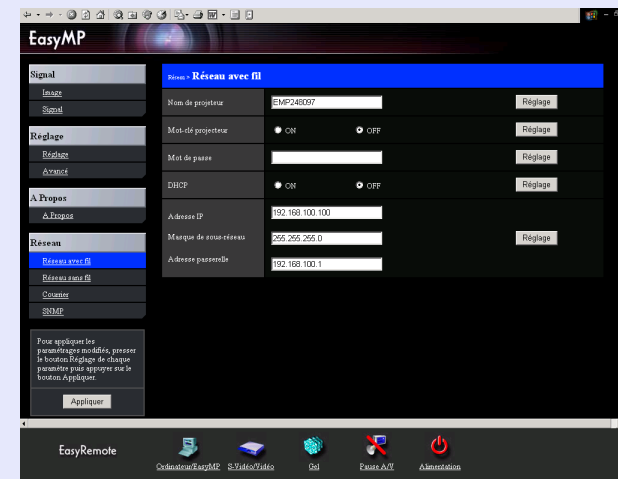 EasyMP
Signal
Image
Signal
Réglage
Réglage
Avancé
A Propos
A Propos
Réseau
Réseau avec fil
Réseau sans fil
Courrier
SNMP
Pour appliquer les
paramétrages modifiés, presser
le bouton Réglage de chaque
paramètre puis appuyer sur le
bouton Appliquer.
Appliquer
Réseau > Réseau avec fil
Nom de projeteur EMP248097 Réglage
Mot-clé projecteur ON OFF Réglage
Mot de passe Réglage
DHCP ON OFF Réglage
Adresse IP 192.168.100.100
Masque de sous-réseau 255.255.255.0 Réglage
Adresse passerelle 192.168.100.1
EasyRemote
Ordinateur/EasyMP S-Vidéo/Vidéo Gel Pause A/V Alimentation